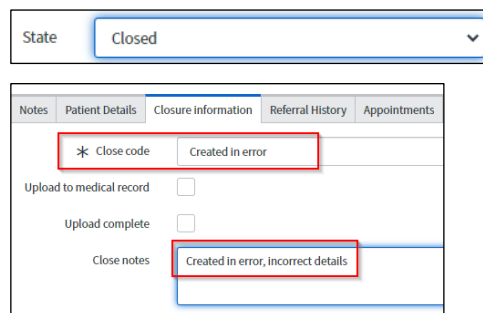 State Closed
Notes Patient Details Closure information Referral History Appointments
✳ Close code Created in error
Upload to medical record
Upload complete
Close notes Created in error, incorrect details